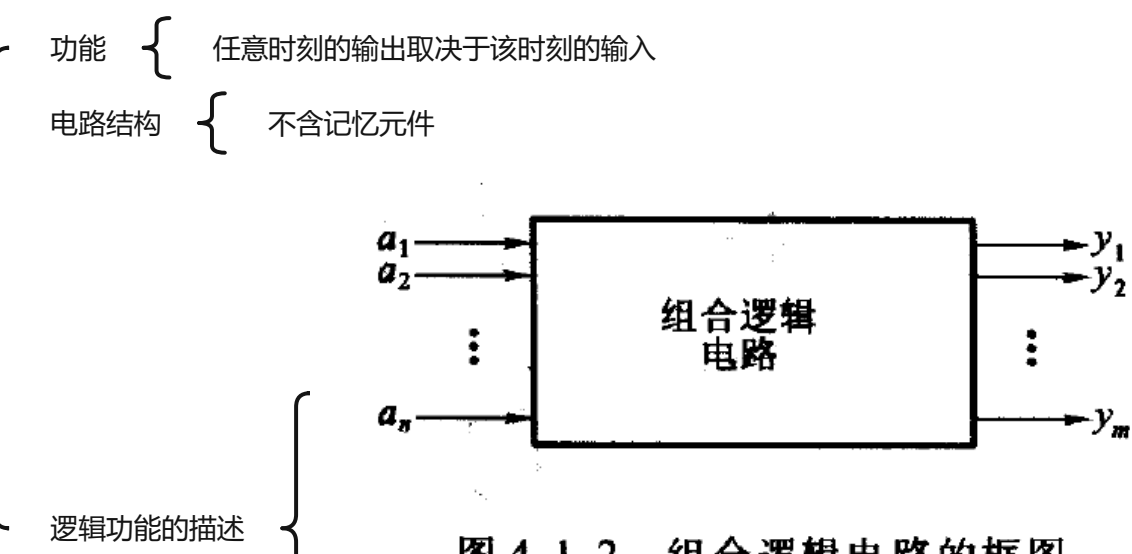 功能 任意时刻的输出取决于该时刻的输入
电路结构 不含记忆元件
a₁ y₁
a₂ y₂
组合逻辑
电路
aₙ yₘ
逻辑功能的描述
图 4.1.2 组合逻辑电路的框图